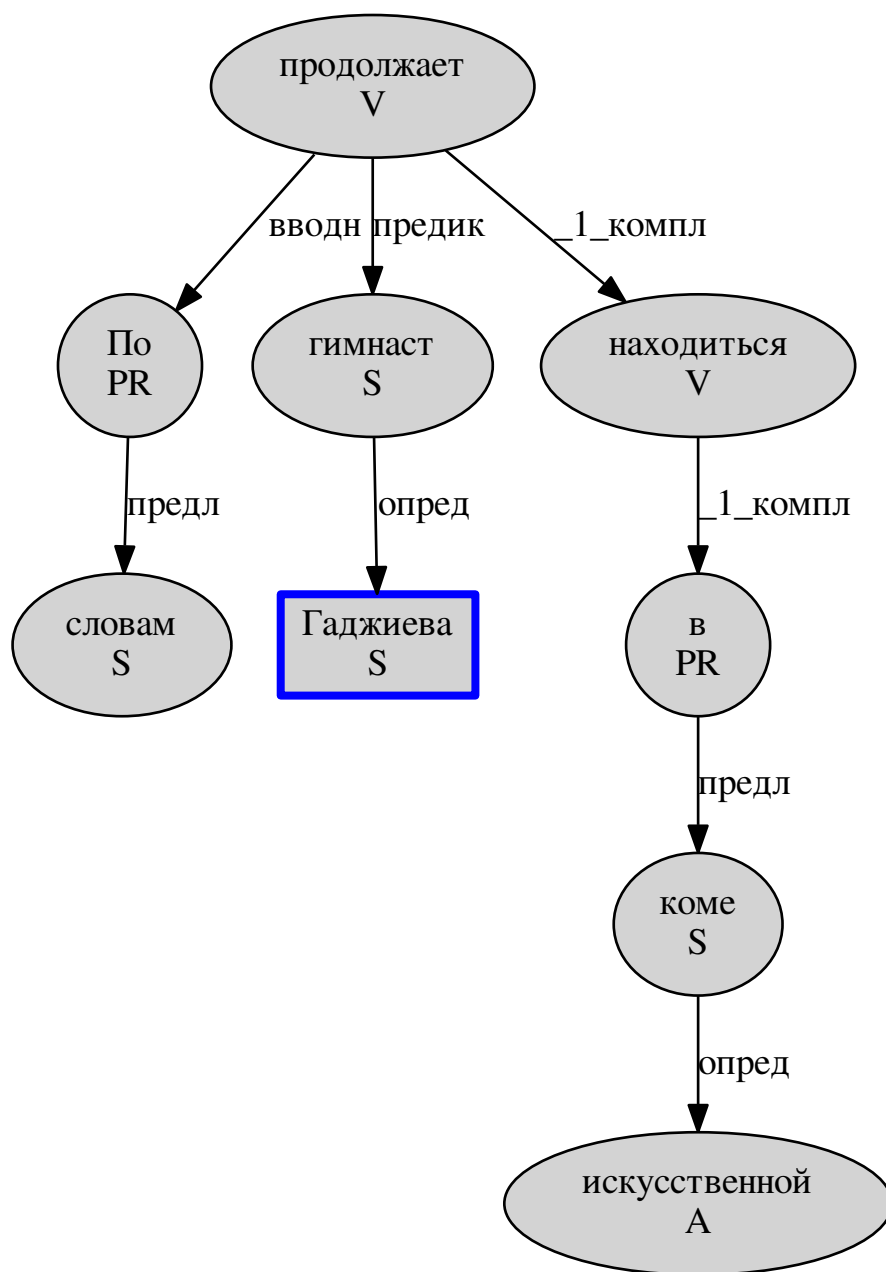 продолжает
V
вводн
предик
_1_компл
По
PR
гимнаст
S
находиться
V
предл
опред
_1_компл
словам
S
Гаджиева
S
в
PR
предл
коме
S
опред
искусственной
A